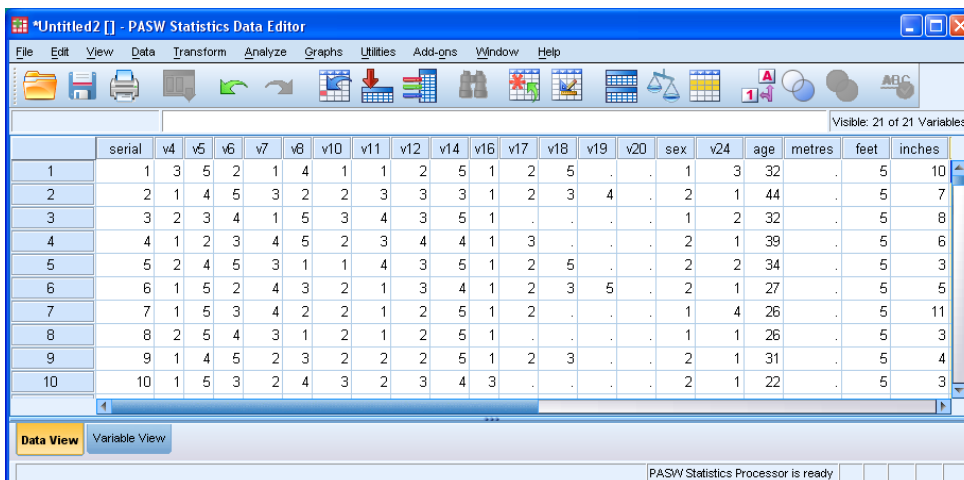 *Untitled2 [] - PASW Statistics Data Editor
File Edit View Data Transform Analyze Graphs Utilities Add-ons Window Help
A
1
ABC
Visible: 21 of 21 Variables
serial v4 v5 v6 v7 v8 v10 v11 v12 v14 v16 v17 v18 v19 v20 sex v24 age metres feet inches
1 1 3 5 2 1 4 1 1 2 5 1 2 5 . . 1 3 32 . 5 10
2 2 1 4 5 3 2 2 3 3 3 1 2 3 4 . 2 1 44 . 5 7
3 3 2 3 4 1 5 3 4 3 5 1 . . . . 1 2 32 . 5 8
4 4 1 2 3 4 5 2 3 4 4 1 3 . . . 2 1 39 . 5 6
5 5 2 4 5 3 1 1 4 3 5 1 2 5 . . 2 2 34 . 5 3
6 6 1 5 2 4 3 2 1 3 4 1 2 3 5 . 2 1 27 . 5 5
7 7 1 5 3 4 2 2 1 2 5 1 2 . . . 1 4 26 . 5 11
8 8 2 5 4 3 1 2 1 2 5 1 . . . . 1 1 26 . 5 3
9 9 1 4 5 2 3 2 2 2 5 1 2 3 . . 2 1 31 . 5 4
10 10 1 5 3 2 4 3 2 3 4 3 . . . . 2 1 22 . 5 3
Data View Variable View
PASW Statistics Processor is ready